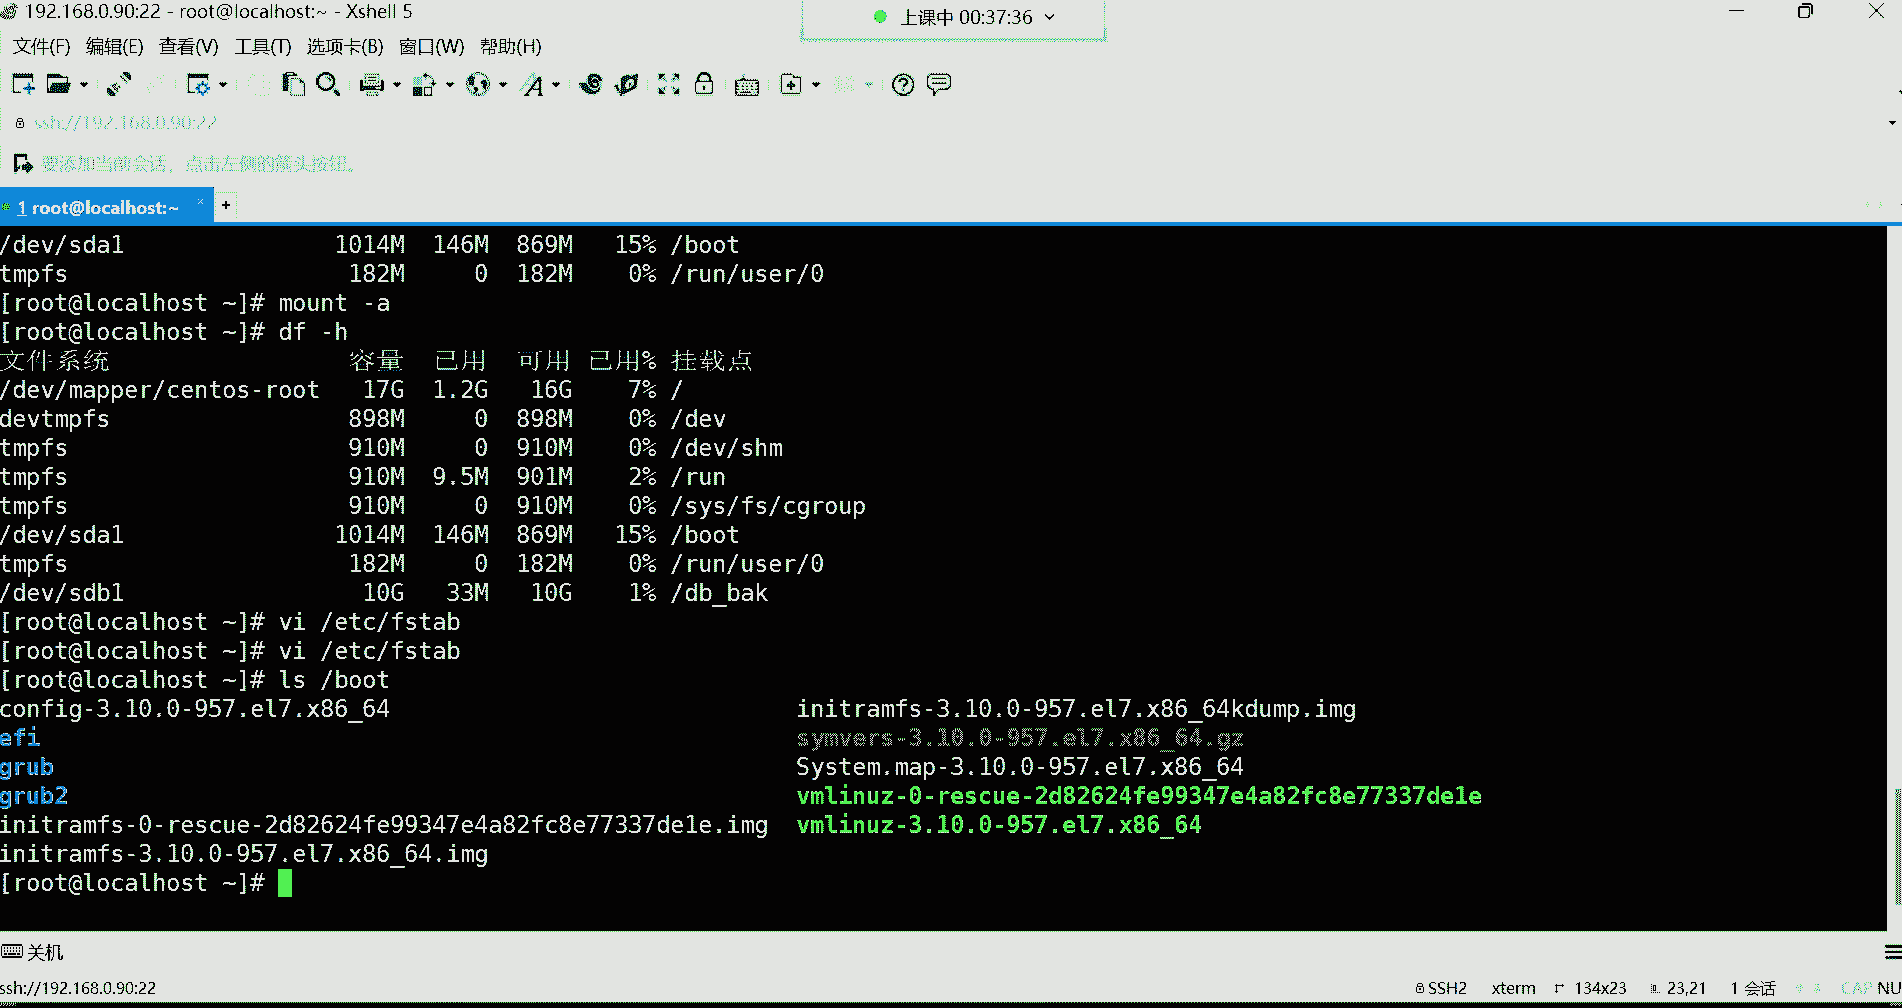 192.168.0.90:22 - root@localhost:~ - Xshell 5
上课中 00:37:36
文件(F) 编辑(E) 查看(V) 工具(T) 选项卡(B) 窗口(W) 帮助(H)
ssh://192.168.0.90:22
要添加当前会话，点击左侧的箭头按钮。
1 root@localhost:~ × +
/dev/sda1 1014M 146M 869M 15% /boot
tmpfs 182M 0 182M 0% /run/user/0
[root@localhost ~]# mount -a
[root@localhost ~]# df -h
文件系统 容量 已用 可用 已用% 挂载点
/dev/mapper/centos-root 17G 1.2G 16G 7% /
devtmpfs 898M 0 898M 0% /dev
tmpfs 910M 0 910M 0% /dev/shm
tmpfs 910M 9.5M 901M 2% /run
tmpfs 910M 0 910M 0% /sys/fs/cgroup
/dev/sda1 1014M 146M 869M 15% /boot
tmpfs 182M 0 182M 0% /run/user/0
/dev/sdb1 10G 33M 10G 1% /db_bak
[root@localhost ~]# vi /etc/fstab
[root@localhost ~]# vi /etc/fstab
[root@localhost ~]# ls /boot
config-3.10.0-957.el7.x86_64 initramfs-3.10.0-957.el7.x86_64kdump.img
efi symvers-3.10.0-957.el7.x86_64.gz
grub System.map-3.10.0-957.el7.x86_64
grub2 vmlinuz-0-rescue-2d82624fe99347e4a82fc8e77337de1e
initramfs-0-rescue-2d82624fe99347e4a82fc8e77337de1e.img vmlinuz-3.10.0-957.el7.x86_64
initramfs-3.10.0-957.el7.x86_64.img
[root@localhost ~]#
关机
ssh://192.168.0.90:22 SSH2 xterm 134x23 23,21 1 会话 CAP NU